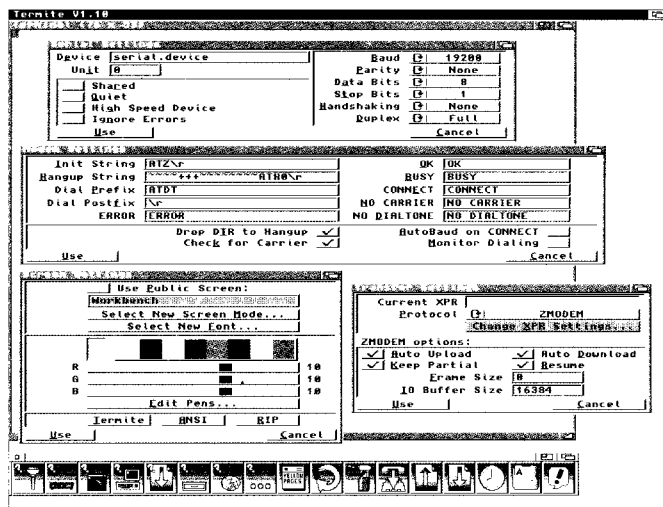 Termite V1.10
Device serial.device
Unit 0
Shared
Quiet
High Speed Device
Ignore Errors
Use
Baud 19200
Parity None
Data Bits 8
Stop Bits 1
Handshaking None
Duplex Full
Cancel
Init String ATZ\r
Hangup String ~~~~~+++~~~~~~~~~ATH0\r
Dial Prefix ATDT
Dial Postfix \r
ERROR ERROR
OK OK
BUSY BUSY
CONNECT CONNECT
NO CARRIER NO CARRIER
NO DIALTONE NO DIALTONE
Drop DTR to Hangup
Check for Carrier
AutoBaud on CONNECT
Monitor Dialing
Use
Cancel
Use Public Screen:
Workbench
Select New Screen Mode...
Select New Font...
R 10
G 10
B 10
Edit Pens...
Termite ANSI RIP
Use Cancel
Current XPR
Protocol ZMODEM
Change XPR Settings...
ZMODEM options:
Auto Upload Auto Download
Keep Partial Resume
Frame Size 0
IO Buffer Size 16384
Use Cancel
YELLOW
PAGES
A